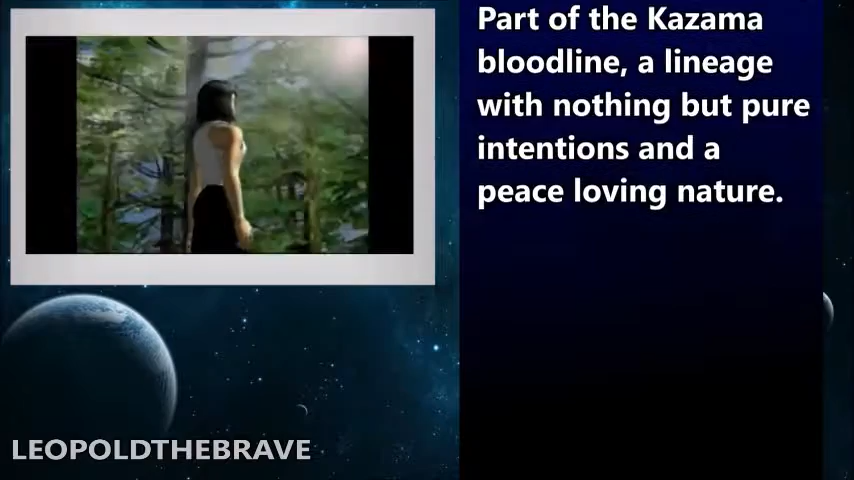 Part of the Kazama
bloodline, a lineage
with nothing but pure
intentions and a
peace loving nature.
LEOPOLDTHEBRAVE